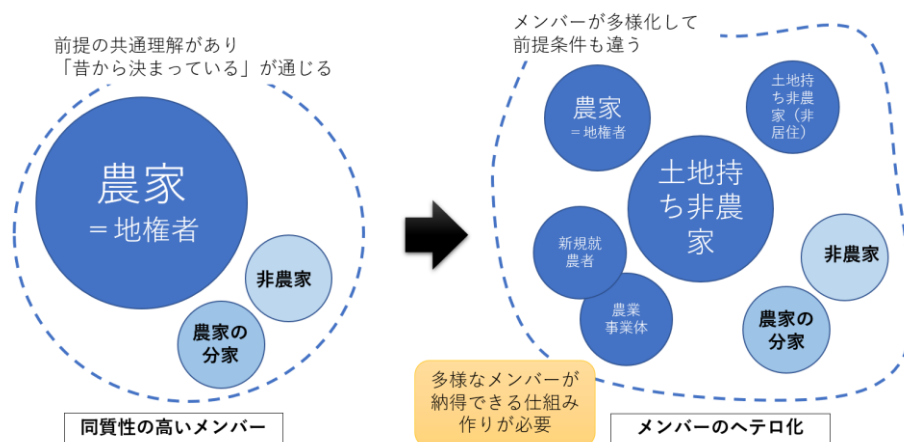 前提の共通理解があり
「昔から決まっている」が通じる
農家
＝地権者
非農家
農家の
分家
同質性の高いメンバー
メンバーが多様化して
前提条件も違う
農家
＝地権者
土地持
ち非農
家（非
居住）
土地持
ち非農
家
新規就
農者
農業
事業体
非農家
農家の
分家
多様なメンバーが
納得できる仕組み
作りが必要
メンバーのヘテロ化